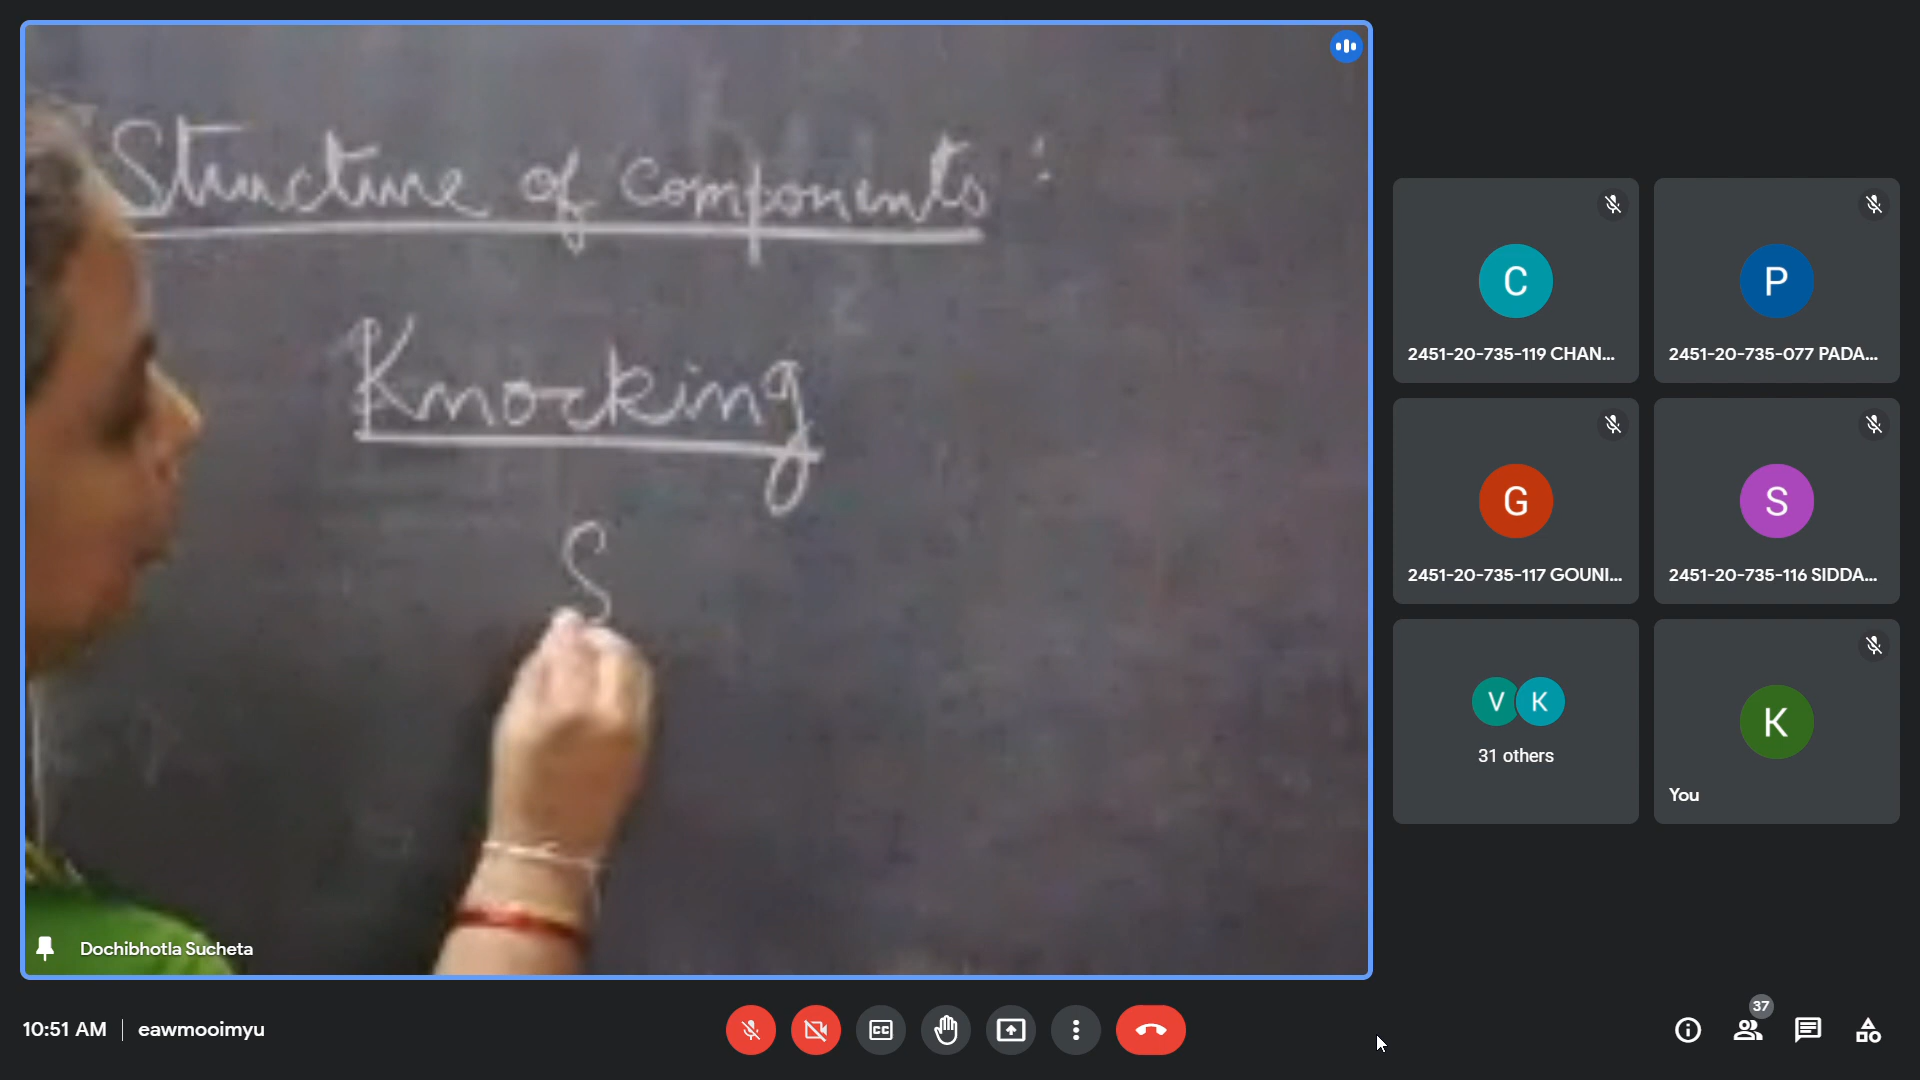 Structure of components :
Knocking
S
Dochibhotla Sucheta
C
2451-20-735-119 CHAN...
P
2451-20-735-077 PADA...
G
2451-20-735-117 GOUNI...
S
2451-20-735-116 SIDDA...
V K
31 others
K
You
10:51 AM | eawmooimyu
CC
37